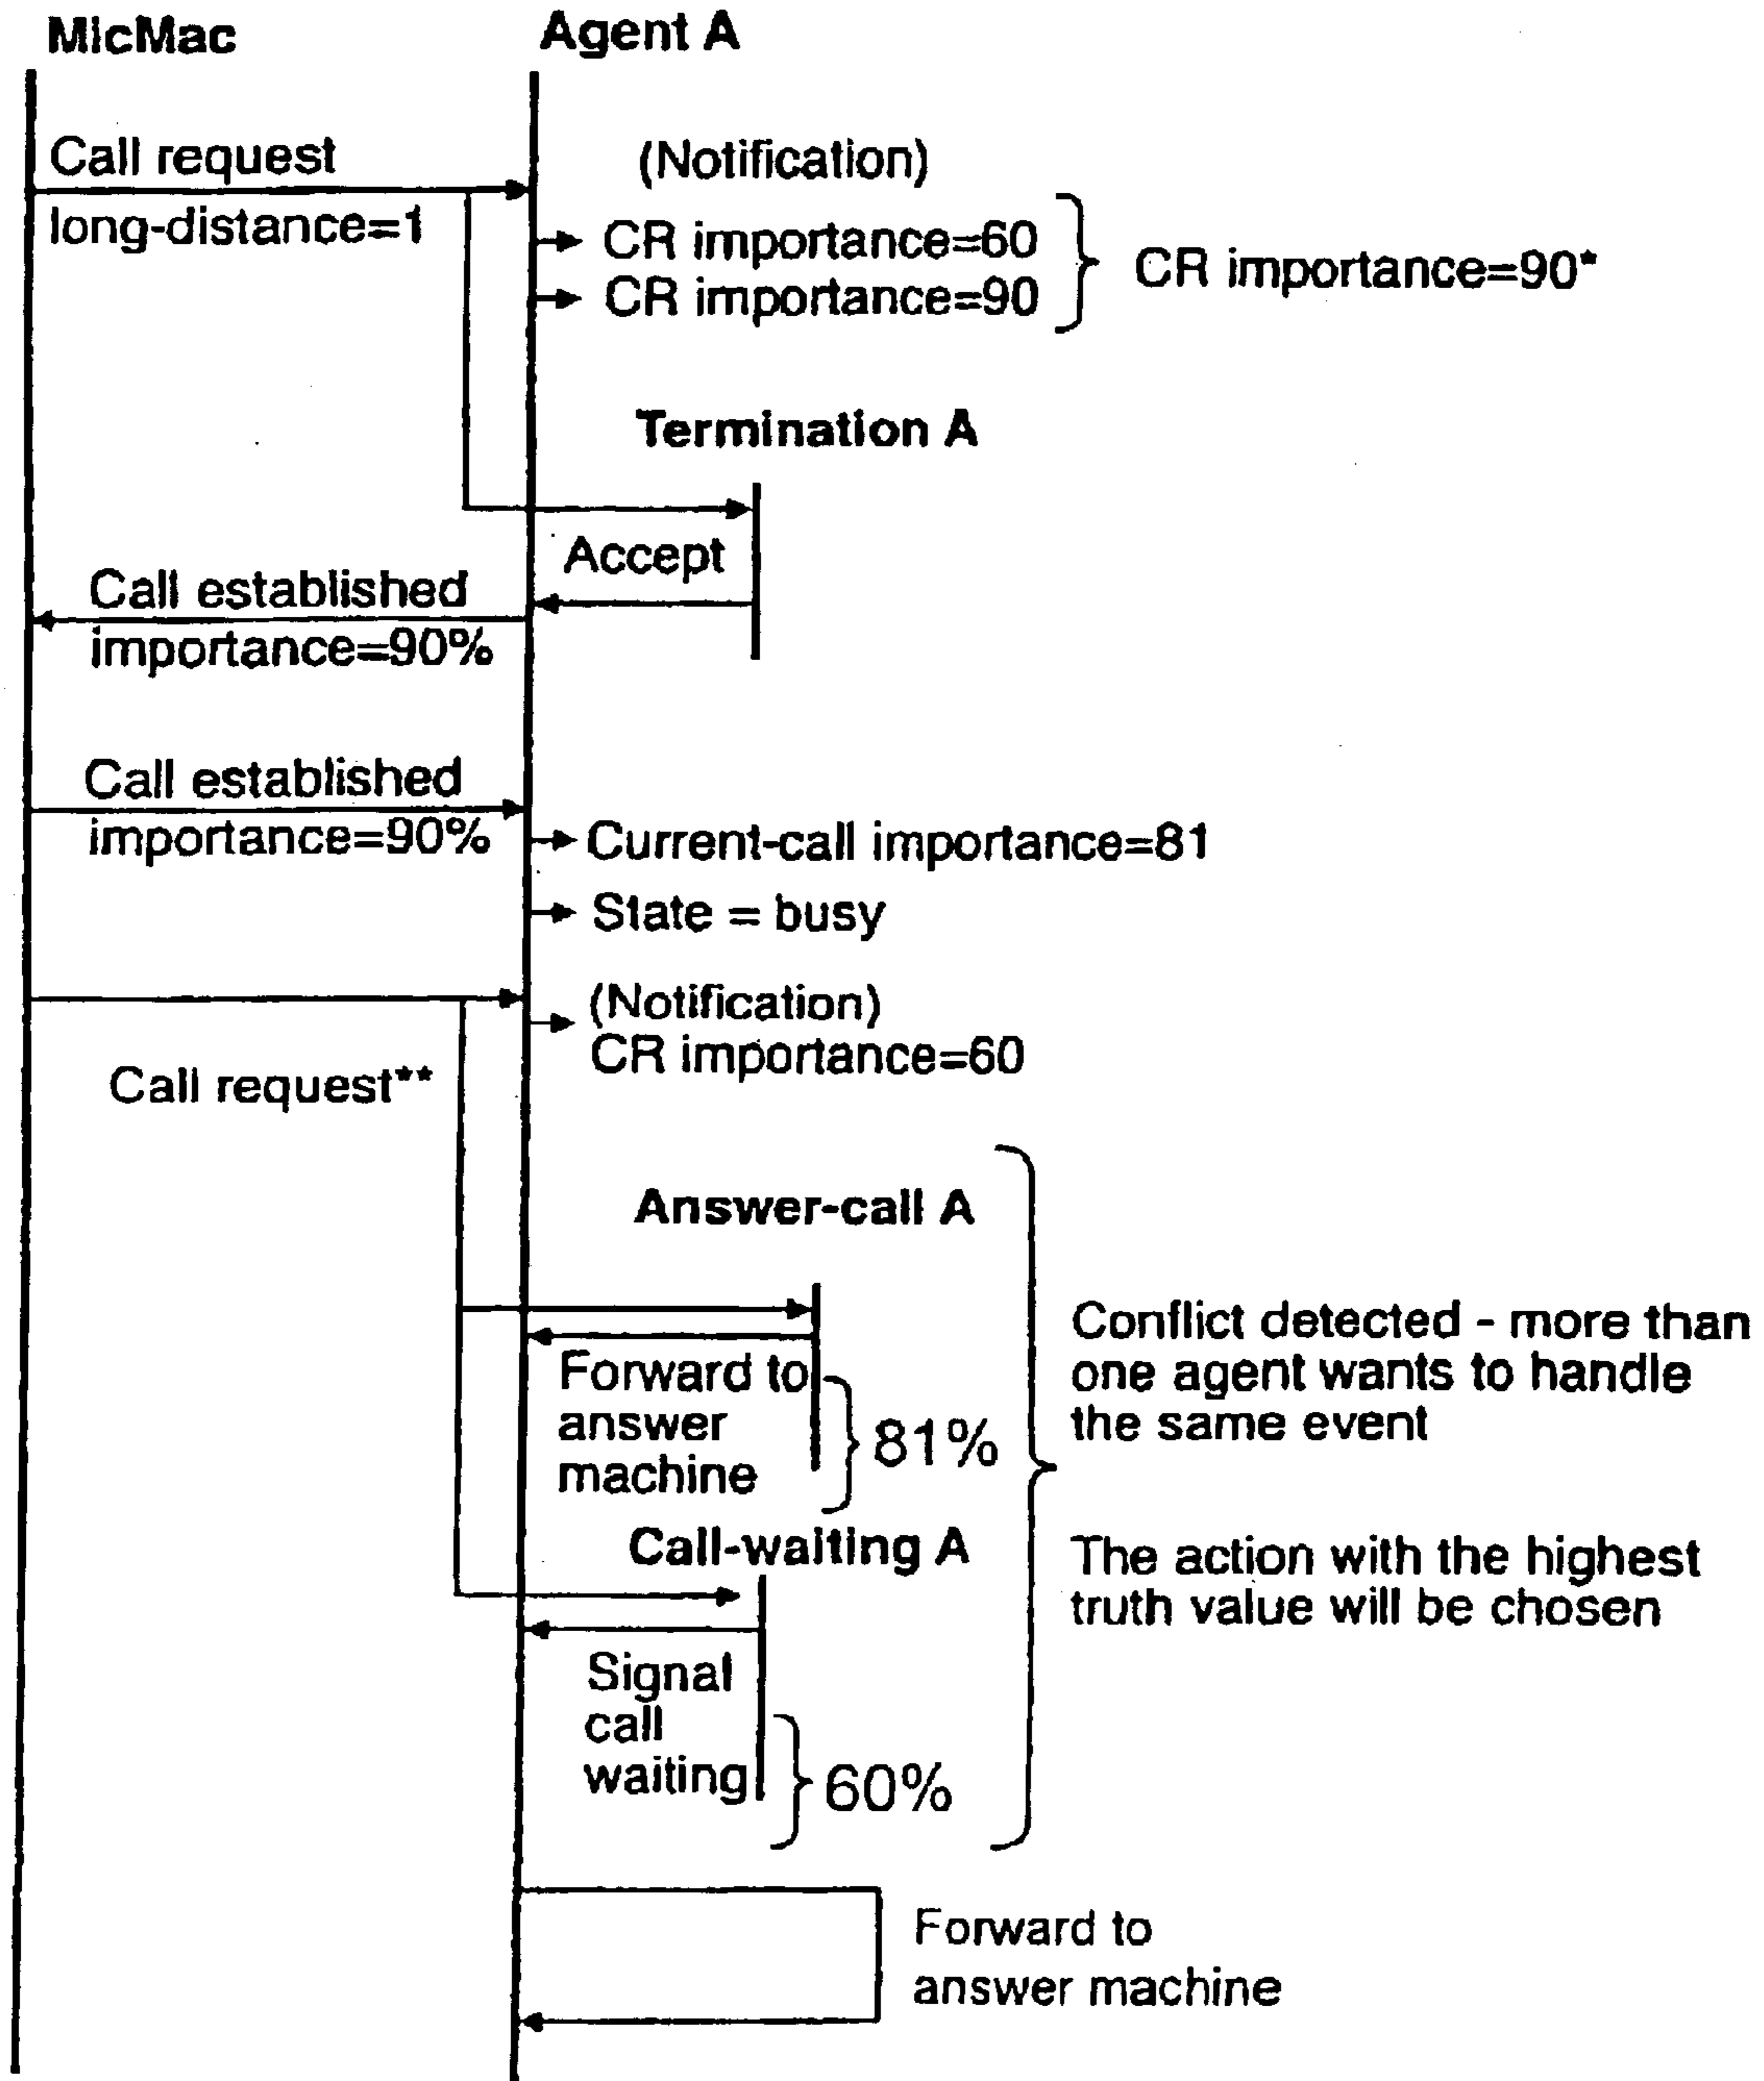 MicMac
Agent A
Call request
long-distance=1
(Notification)
CR importance=60
CR importance=90
CR importance=90*
Termination A
Accept
Call established
importance=90%
Call established
importance=90%
Current-call importance=81
State = busy
(Notification)
CR importance=60
Call request**
Answer-call A
Forward to
answer
machine
81%
Conflict detected - more than
one agent wants to handle
the same event
Call-waiting A
The action with the highest
truth value will be chosen
Signal
call
waiting
60%
Forward to
answer machine